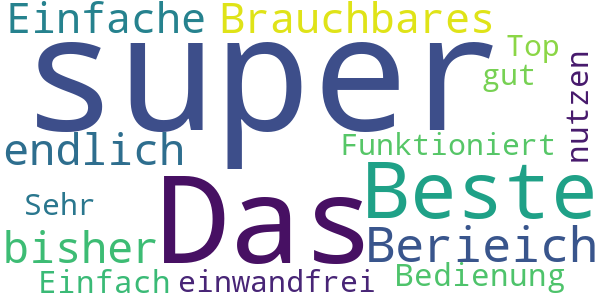 Einfache Brauchbares
super
Top
gut
nutzen
endlich
Funktioniert
Das
Beste
Sehr
bisher
Berieich
Einfach einwandfrei Bedienung